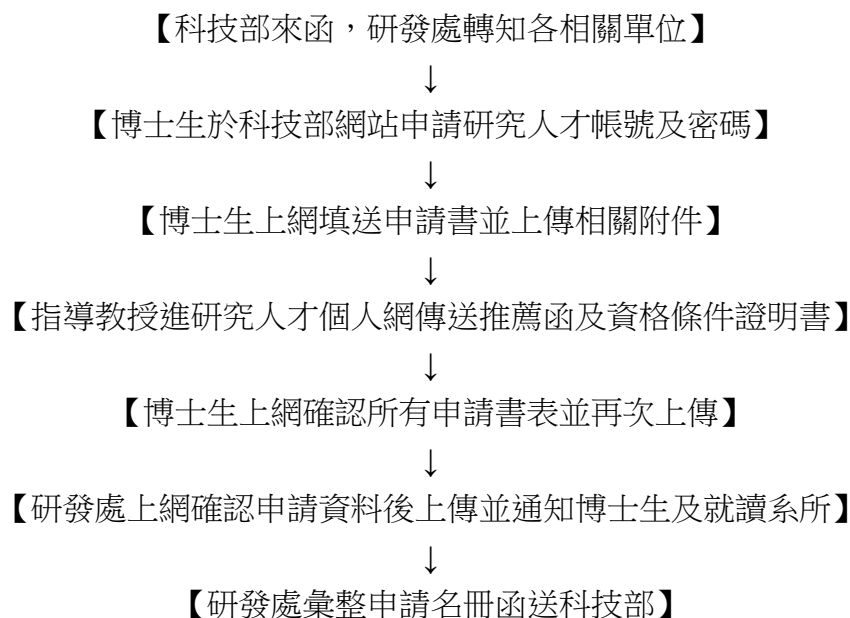 【科技部來函，研發處轉知各相關單位】
↓
【博士生於科技部網站申請研究人才帳號及密碼】
↓
【博士生上網填送申請書並上傳相關附件】
↓
【指導教授進研究人才個人網傳送推薦函及資格條件證明書】
↓
【博士生上網確認所有申請書表並再次上傳】
↓
【研發處上網確認申請資料後上傳並通知博士生及就讀系所】
↓
【研發處彙整申請名冊函送科技部】